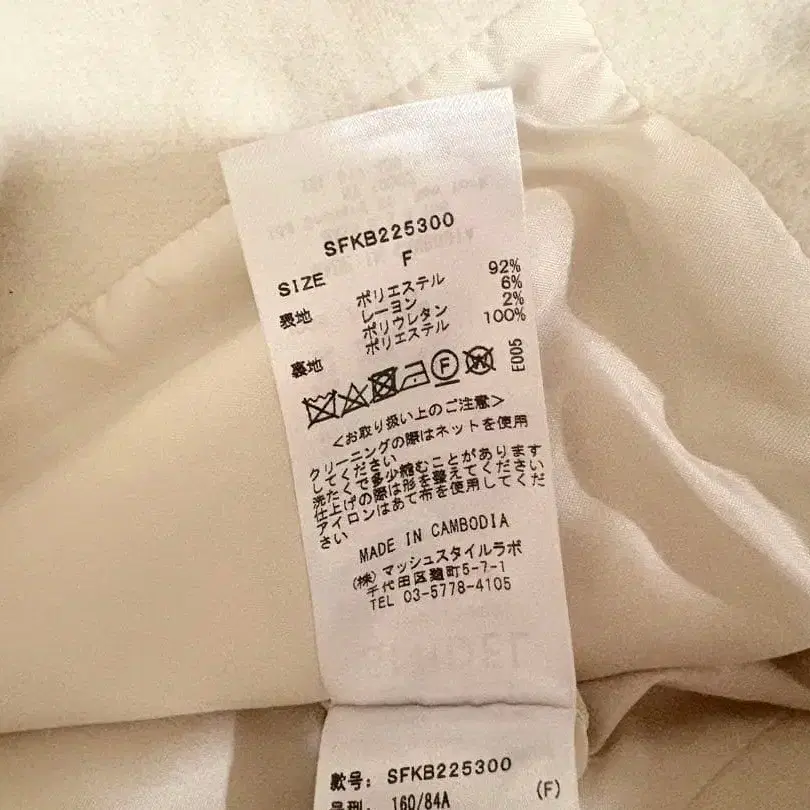 SFKB225300
SIZE F
表地 ポリエステル 92%
レーヨン 6%
ポリウレタン 2%
裏地 ポリエステル 100%
F W E005
<お取り扱い上のご注意>
クリーニングの際はネットを使用
してください
洗たくで多少縮むことがあります
仕上げの際は形を整えてください
アイロンはあて布を使用してくだ
さい
MADE IN CAMBODIA
(株)マッシュスタイルラボ
千代田区麹町5-7-1
TEL 03-5778-4105
款号: SFKB225300
号型: 160/84A (F)